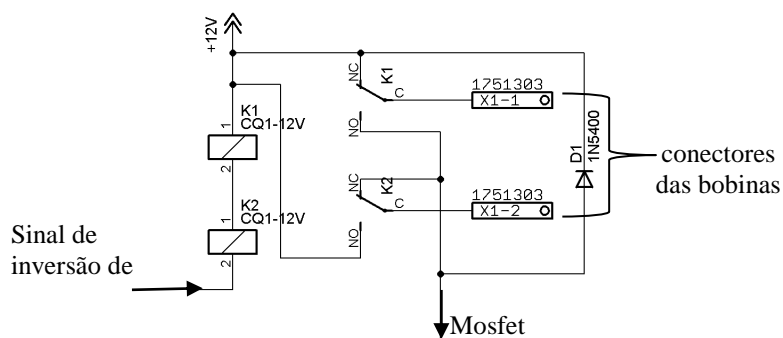 +12V
K1
CQ1-12V
1
2
K2
CQ1-12V
1
2
NC
K1
C
NO
NC
K2
C
NO
1751303
X1-1
1751303
X1-2
D1
1N5400
conectores
das bobinas
Sinal de
inversão de
Mosfet